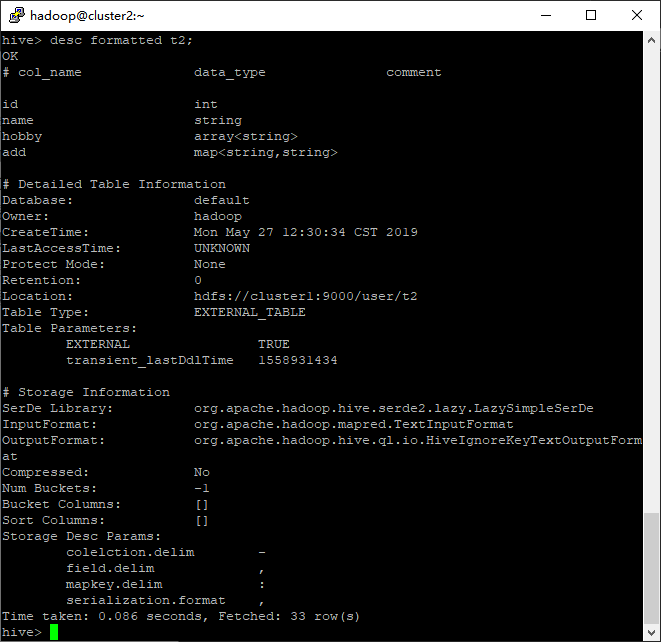 hadoop@cluster2:~
hive> desc formatted t2;
OK
# col_name data_type comment
id int
name string
hobby array<string>
add map<string,string>
# Detailed Table Information
Database: default
Owner: hadoop
CreateTime: Mon May 27 12:30:34 CST 2019
LastAccessTime: UNKNOWN
Protect Mode: None
Retention: 0
Location: hdfs://cluster1:9000/user/t2
Table Type: EXTERNAL_TABLE
Table Parameters:
EXTERNAL TRUE
transient_lastDdlTime 1558931434
# Storage Information
SerDe Library: org.apache.hadoop.hive.serde2.lazy.LazySimpleSerDe
InputFormat: org.apache.hadoop.mapred.TextInputFormat
OutputFormat: org.apache.hadoop.hive.ql.io.HiveIgnoreKeyTextOutputForm
at
Compressed: No
Num Buckets: -1
Bucket Columns: []
Sort Columns: []
Storage Desc Params:
colelction.delim -
field.delim ,
mapkey.delim :
serialization.format ,
Time taken: 0.086 seconds, Fetched: 33 row(s)
hive>